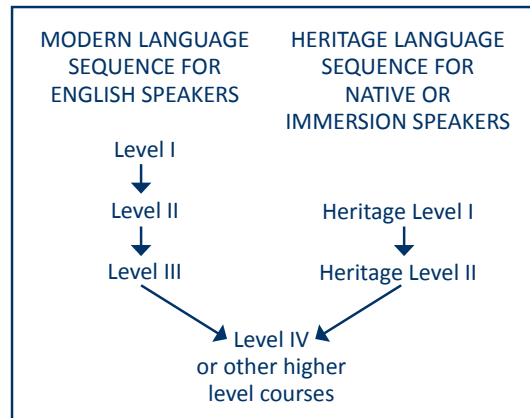 MODERN LANGUAGE
SEQUENCE FOR
ENGLISH SPEAKERS
Level I
Level II
Level III
HERITAGE LANGUAGE
SEQUENCE FOR
NATIVE OR
IMMERSION SPEAKERS
Heritage Level I
Heritage Level II
Level IV
or other higher
level courses